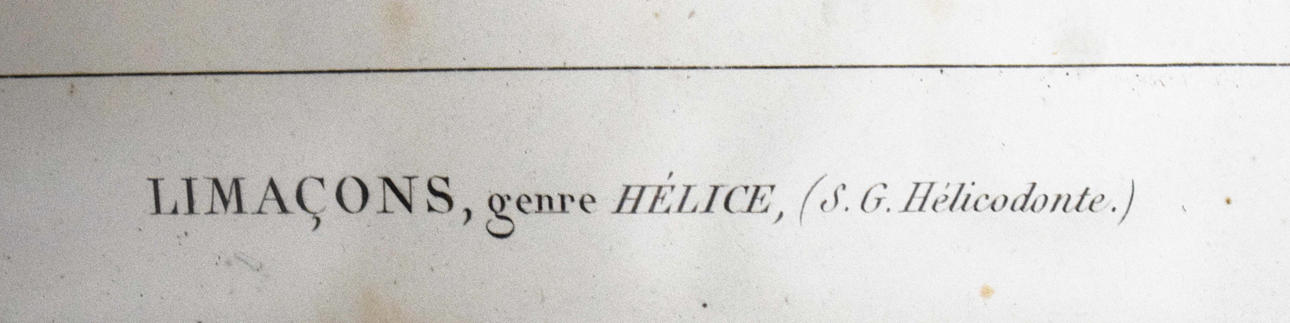 LIMAÇONS, genre HÉLICE, (S. G. Hélicodonte.)